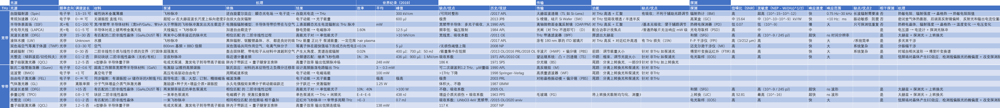 光源 机理 世界纪录（2019） 传输 探测
THz 光源 频率走向 调谐波长 材料 泵浦 转换 结果 效率 平均 峰值 缺点/优点 历史/现状 传输 功能 缺点/优点 探测 信噪比（SNR） 灵敏度（NEP - W/(Hz)^1/2） 响应速度 响应范围 缺点/优点2 相干探测 机理
宽带
自旋辐射源（Spin） 电子学 1.5~15 可 磁性纳米金属薄膜 飞秒脉冲 逆自旋霍尔效应：瞬态光电场 → 电子流 → 自旋光电流 → THz 300 kV/cm /可同时整形 /2017 APL 太赫兹波透镜（TL 如 Si-Lens） 对 THz 高透 + 汇聚 有吸收；不利于辅助光路调节 辐射热计（BM） 高 超高（10^-15~10^-12） 快 0.75 Hz~30 kHz 长波辐射需要液 否 热敏电阻，辐射强度 → 晶格热 → 热敏电阻阻值
常规加速器（CA） 电子学 0~∞ 可 无谐振腔 直线 FEL 超短 or 在太赫兹波长尺度上纵向密度调 自放大自发辐射 电子动能 → 光子能量 600 μJ 极贵 2013 JPB Si 棱镜、硅片 Si Wafer（SW） 对 THz 低吸收增透 / 半透半反 高莱盒（GC） 中 15.64 中（10^-10~10^-9）kV/W 慢 <10 Hz；ms 振动敏感：防震 否 密闭室气体热膨胀，后端面反射镜偏转，反射光和输出电流位置
半导体表面场（SSF） 光+电 0.1~100 可 宽/窄禁带 半导体材料（宽InP/GaAs、窄InA 大于带隙的飞秒脉冲激发出光生载流子 电偶极辐射模型；半导体导带价带在与空气 ⊥表面瞬态光生电流辐射出 THz 脉冲 mW 宽禁带半导体：多光子吸收，大 1990 APL 离轴抛物面金属反射镜（OAP/PM） 对 THz 高反 + 汇聚 /基本无吸收；便于辅助调节 热释电探测器（PD） 低 0.07 低 （10^-9） 慢 大 只可探测低重复 否 热释电晶体，辐射强度 → 晶格热 → 温度变化 → 电压变化
光电导天线（LAPCA） 光+电 0.1~5 可 半导体衬底上镀两根金属天线 天线偏压 + 飞秒脉冲 加速自由载流子 静电势能 → 电磁脉冲 1.60% 12.5 μJ 频率低；偏压限制 1984 APL 光阑（对 THz 不透即可）（D） 配合功率计找焦点 /普通热敏片无法响应 mW 级 光电导取样（PSD） 高 中 中 是 电压源 → 电流计 + 探测光脉冲
双波长差频（DFG） 光学 15~30 否 有匹配的二阶非线性晶体（GaAs,DUST 等） 两束中心频率接近的脉冲光 相位匹配 的 二阶非线性过程 高能光子对 → 单低能光子 >10 MV/cm 宽线宽、吸收系数 /2011 OE THz 带通滤波器（BPF） 筛滤出太赫兹 和频（SFG） 高 高（10^-9 / 245 pJ） 超快 ns 时间分辨率 是 太赫兹 + 探测光 = 上转换光
液体水膜（LW） 光学 Unknown 水膜 飞秒脉冲 黑体辐射、铌酸锂晶体、水，都是良好的吸 THz 能量 正比于 泵浦能量；一定范围 >air plasma /2017 APL 涂有 180 nm 厚的 ITO 玻璃片 对 THz 高反 + 对近红外高透 有 THz 损失（15%） F-P 干涉仪（FPI） 高（3/212 μm） 高 快 大 /系统简单 是 多光束干涉
双色场空气等离子体源（TWP） 光学 0.3~30 可 空气 800nm 基频 + BBO 倍频 双色强场共同作用空气，电离气体分子 等离子体在超快强场下形成方向性电流 <0.1% 5 μJ /无损伤阈值上限 2008 NP 迈克尔干涉仪（MI） 高 高 快 大 系统复杂 是 分振幅干涉
渡越辐射（TR） 光学 0~30 否 二阶非线性介质与线性介质的交界（打固体 超强激光 轰击固体靶，带电粒子从材料中渡越到空气 产生大角度、宽谱连续辐射 0.02% 400 μJ；700 μJ；50 mJ /能量集中在低频 /2013 OL/2016 PRL/2018 OL 半波片（HWP）+ 偏分镜（PBS） 前路：调节能量大小 针对 非THz 如泵浦光 傅里叶变换远红外（FTIR） 高 高 快 大 系统复杂 是 时域自相关波形 → 傅里叶变换谱
光整流（倾斜波前/切伦科夫） 光学 0.1~2 否 斜切块状 二阶非线性晶体（无机/有机） 亚皮秒脉冲 临近谱分量差频 全频谱匹配；继承飞秒包络 1%；3% 436 μJ；900 μJ；1 MV/cm 吸收系数 1971 APL/2010 OE 望远镜系统：凸 + 凹透镜（TS） 中路：缩束、调节光斑大小 针对 非THz 如泵浦光 电光取样（EOS） 高 高 快 大 是 低频场对晶体产生EO效应，检测线偏振光的椭偏度 + 改变探测脉
量子级联激光器（QCL） 光学 1.2~5 否 n型掺杂 半导体量子阱 电或光泵浦，激发电子到导带高子能级 阱内子带跃迁 + 量子隧穿至旁阱 高量子效率 输出低频脉冲场 248 mW 186 K 1971 SPS 分光镜（BS） 尾路：分束上转换光，一部分到 针对 非THz 如上转换光
窄带
耿氏二极管振荡器（Gunn） 电子学 0.2~0.6 可 超高工作频率宽禁带半导体材料（GaN） 电激励 以维持高频谐振 耿氏效应：材料的本征特性之负微分迁移率 设计高频振荡电路输出 THz 3 ~ 0.3 mW 可二次谐波到1.2 THz，μW量级 1990 APL 高反镜组（M） 尾路：分离上转换光和泵浦光 针对 非THz
返波管（BWO） 电子学 <1 可 真空电子管 高压电场驱动自由电子 周期减速系统 电子动能 → 电磁场能 100 mW >1THz 下降 1998 Springer-Verlag 高质量滤波器（WF） 尾路：分离上转换光和泵浦光 针对 非THz
自由电子激光器（FEL） 电子学 0~∞ 可 同步辐射；有谐振腔 or 储存环的X射线 FEL 超导电流；强、大型、订制、精细磁场 磁波荡器 电子动能 → 光子能量 极高 极高 极贵 2003 PRL 对称晶格振动模 + 偏分镜（PBS） 尾路：分离上转换光和泵浦光 针对 非THz
气体激光器（GL） 光学 离散单频 分子气体增益介质气体激光器 激励源+种子光+增益介质+谐振腔 永久电偶极矩束缚分子转动能级跃迁 分子跃迁 → 受激辐射 1.25 W 体积大、不稳 1987 IJIMW
双波长差频（DFG） 光学 >15 否 有匹配的二阶非线性晶体（GaAs,DUST 等） 两束频率接近的单色泵浦光 相位匹配 的 二阶非线性过程 高能光子对 → 单低能光子 10%；40% >100 W 不稳、吸收系数 2005 OL 和频（SFG） 高 高（10^-9 / 245 pJ） 超快 ns 波形 是 太赫兹 + 探测光 = 上转换光
参量过程（TPO） 光学 0.8~3 可 块状 二阶非线性晶体 一束单色泵浦光 电磁耦子 的 受激拉曼散射 单色泵浦光 → THz + 闲频光 E-4~E-6 438 nJ 增益介质光损伤 + 吸收系数 1963 PPS 毛玻璃（FG） 将上转换光散射均匀化，测量光 上转换（UC） 高 52.81 最高（10^-16） 超快 ns 波形 是 太赫兹 + 探测光 = 上转换光
光整流（OR） 光学 0.1~2 否 有匹配的二阶非线性晶体 一束飞秒脉冲 相同相位匹配 的低频场 相干叠加 近红外飞秒脉冲 → 窄带多周期 THz >E-3 0.7 mJ 吸收系数；LiNbO3 4eV 宽禁带， /2015 OL/2020 arxiv 电光取样（EOS） 高 高 快 大 是 低频场对晶体产生EO效应，检测线偏振光的椭偏度 + 改变探测脉
量子级联激光器（QCL） 光学 1.2~5 否 n型掺杂 半导体量子阱 电或光泵浦，激发电子到导带高子能级 阱内子带跃迁 + 量子隧穿至旁阱 高量子效率 输出低频连续场 138 mW 117 K 2007 NP